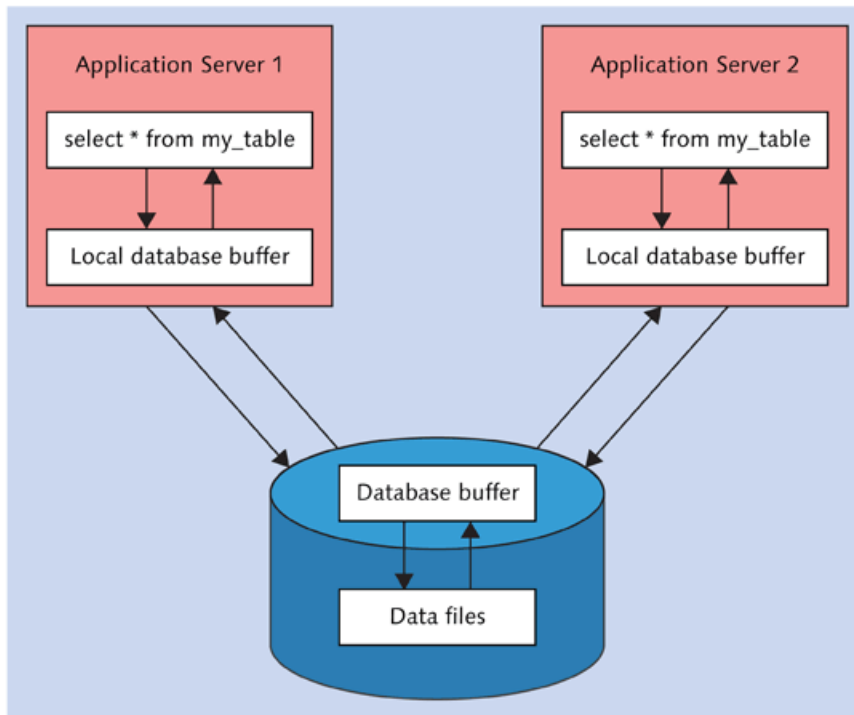 Application Server 1
select * from my_table
Local database buffer
Application Server 2
select * from my_table
Local database buffer
Database buffer
Data files